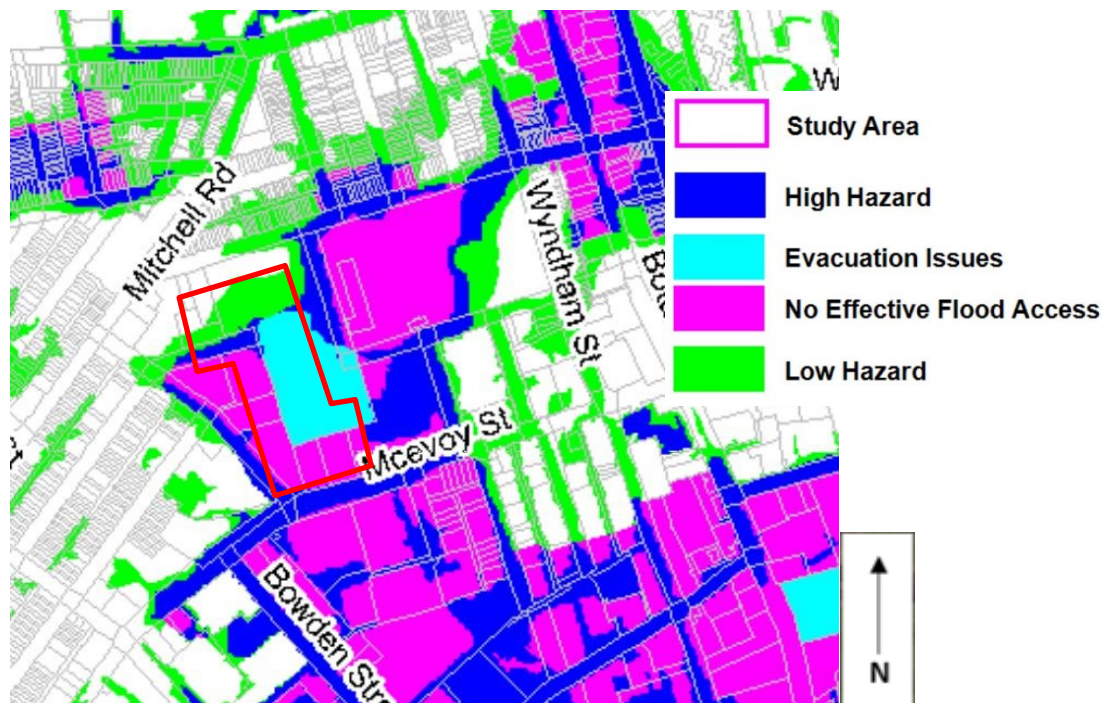 W
Study Area
Mitchell Rd
High Hazard
Wyndham St
Evacuation Issues
No Effective Flood Access
Low Hazard
Mcevoy St
Bowden Stre
N